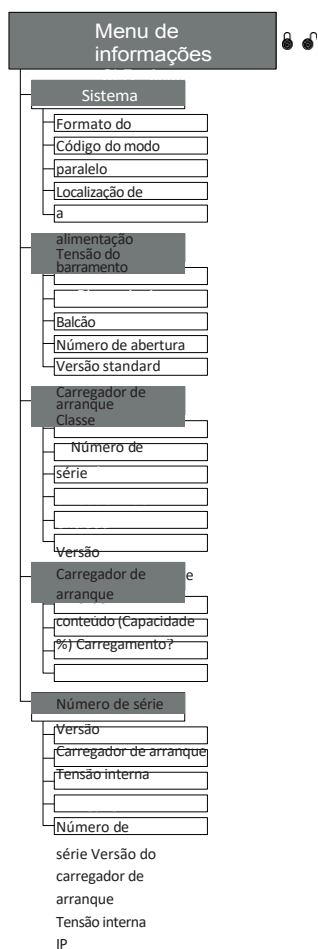 Menu de
informações
Sistema
Formato do
Código do modo
paralelo
Localização de
a
alimentação
Tensão do
barramento
Balcão
Número de abertura
Versão standard
Carregador de
arranque
Classe
Número de
série
Versão
Carregador de
e
arranque
conteúdo (Capacidade
%) Carregamento?
Número de série
Versão
Carregador de arranque
Tensão interna
Número de
série Versão do
carregador de
arranque
Tensão interna
IP